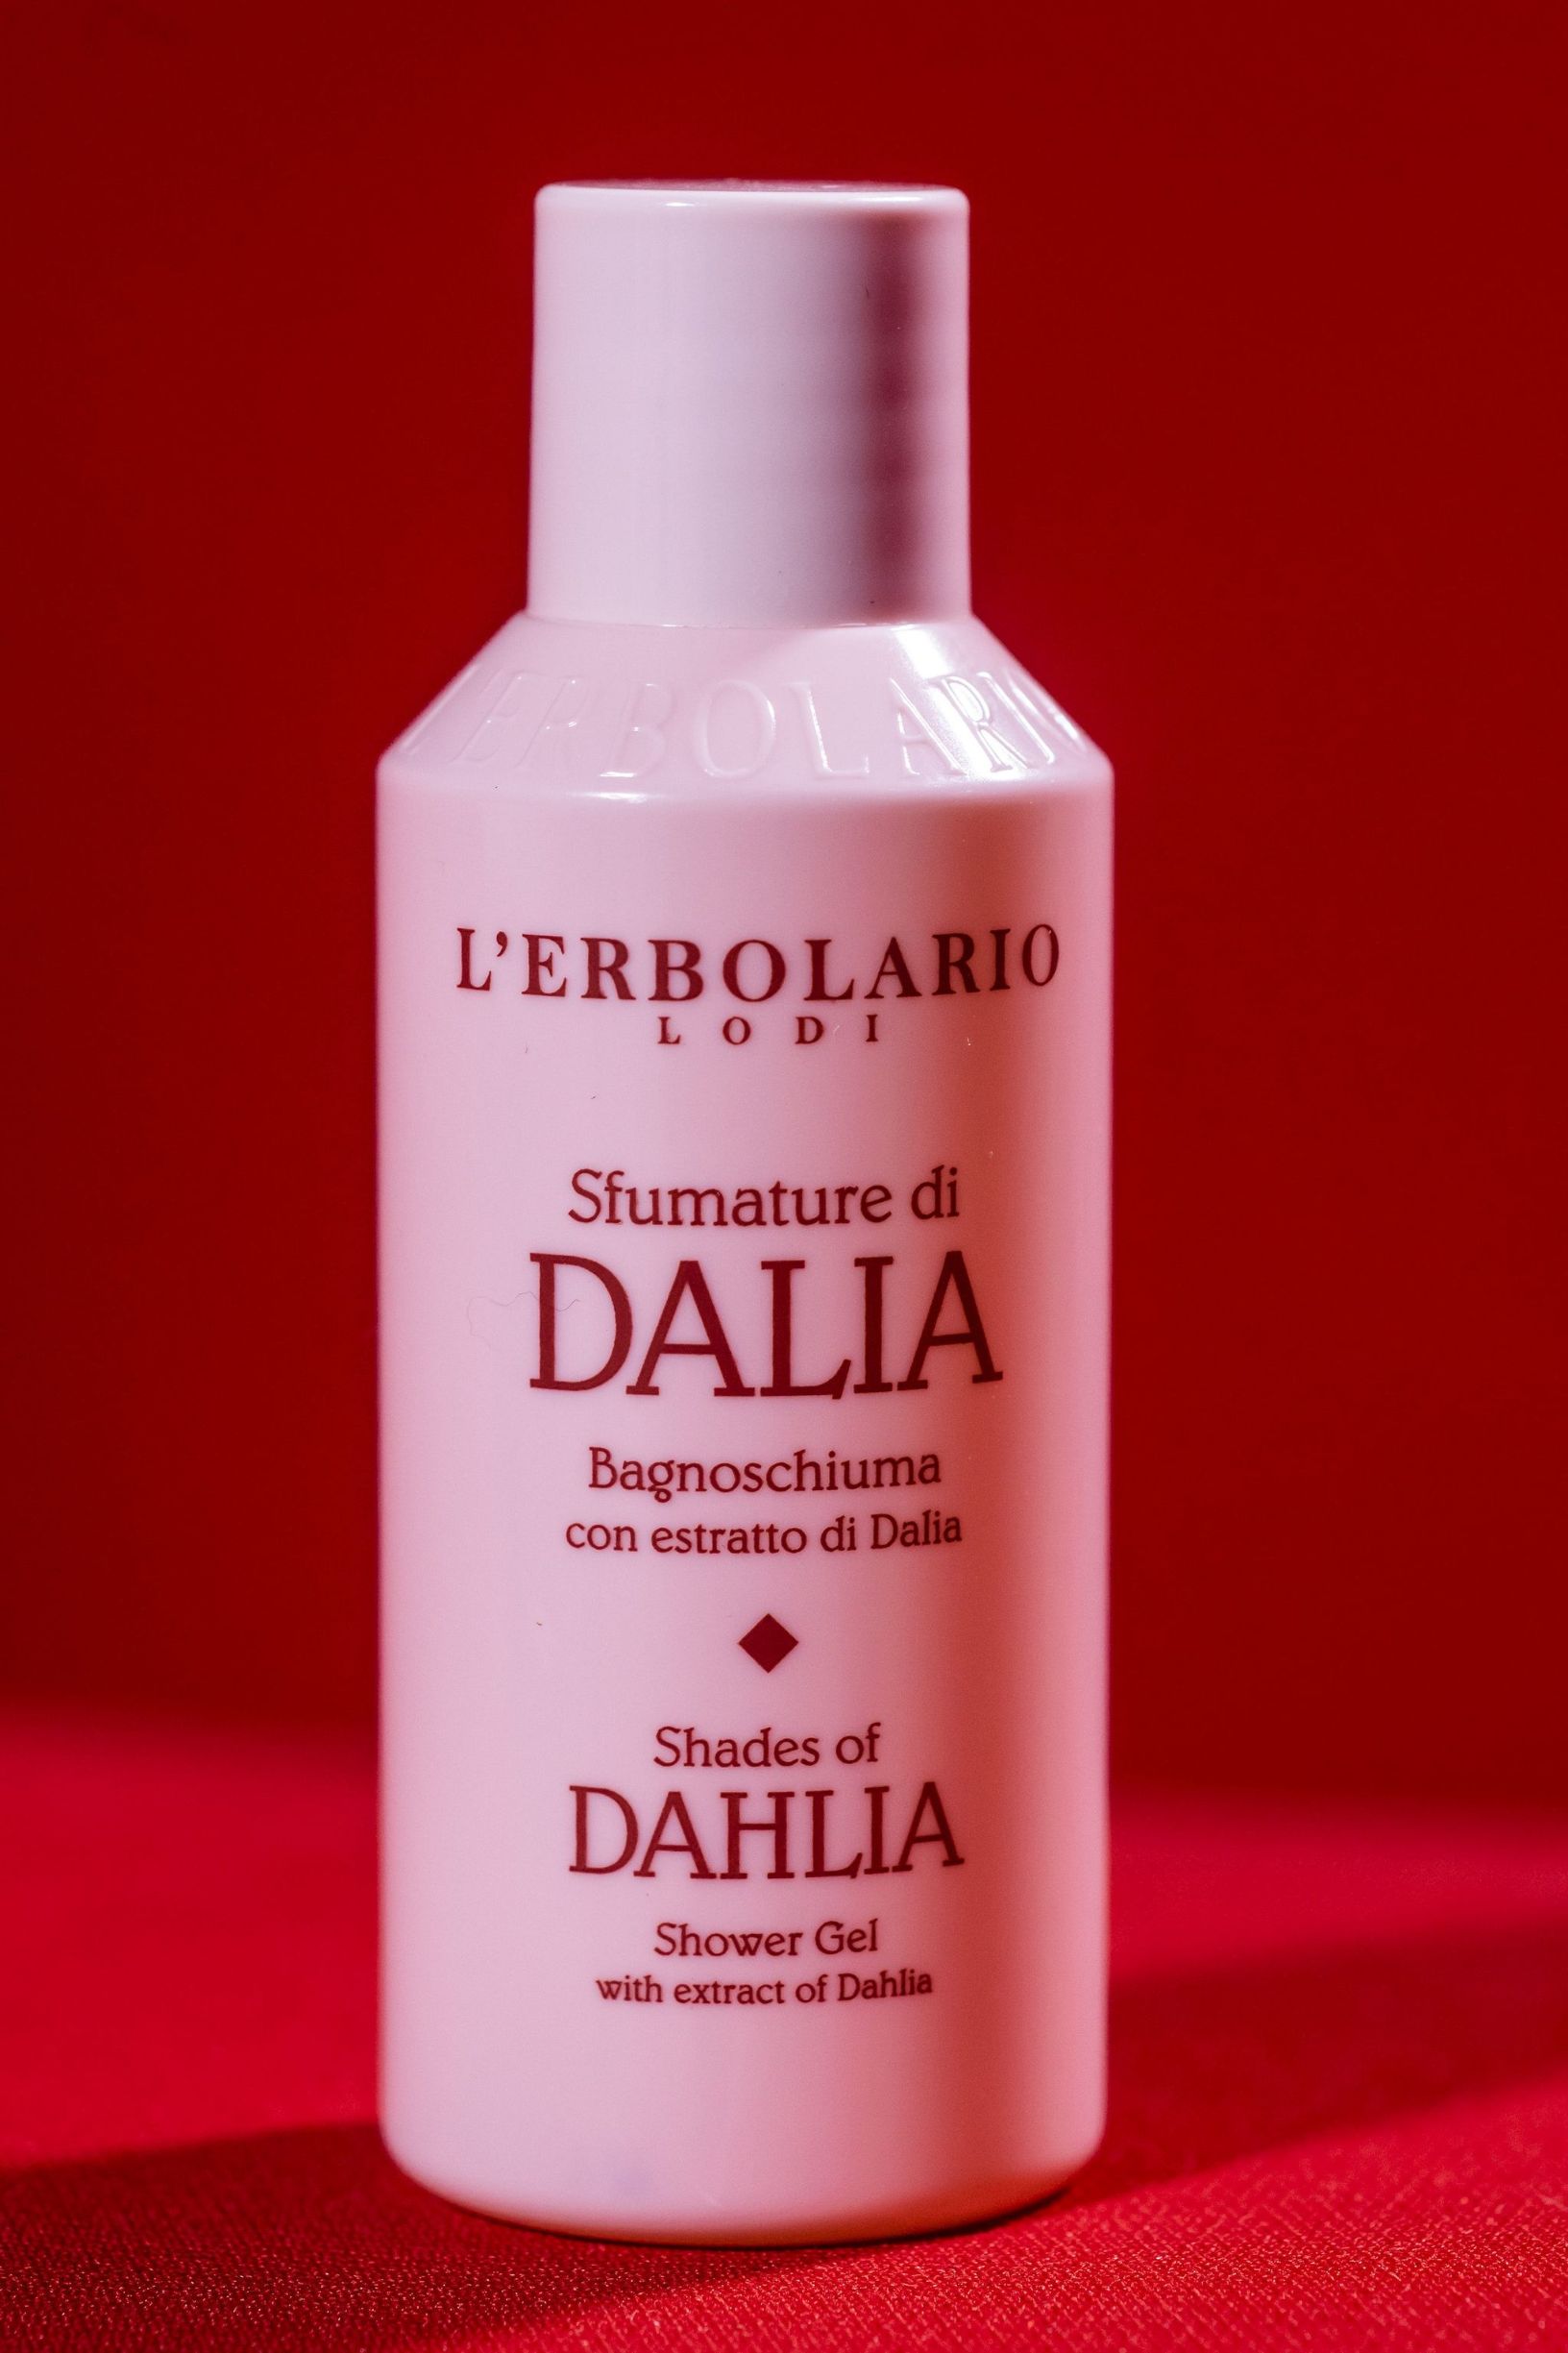 L'ERBOLARIO
L'ERBOLARIO
LODI
Sfumature di
DALIA
Bagnoschiuma
con estratto di Dalia
Shades of
DAHLIA
Shower Gel
with extract of Dahlia